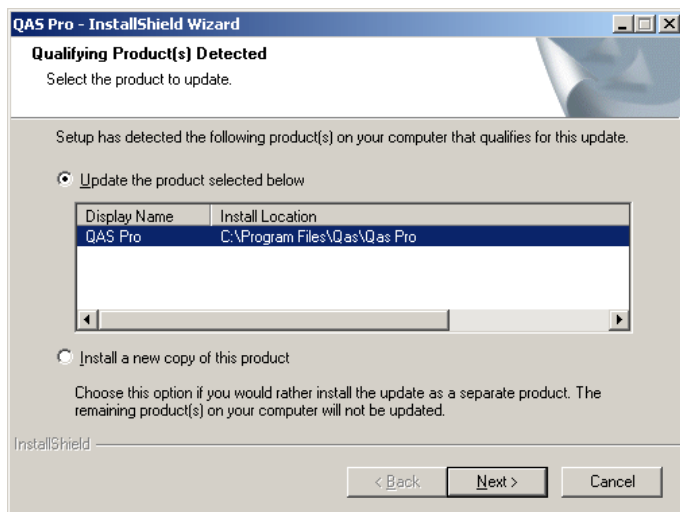 QAS Pro - InstallShield Wizard
Qualifying Product(s) Detected
Select the product to update.
Setup has detected the following product(s) on your computer that qualifies for this update.
Update the product selected below
Display Name Install Location
QAS Pro C:\Program Files\Qas\Qas Pro
Install a new copy of this product
Choose this option if you would rather install the update as a separate product. The
remaining product(s) on your computer will not be updated.
InstallShield
< Back Next > Cancel